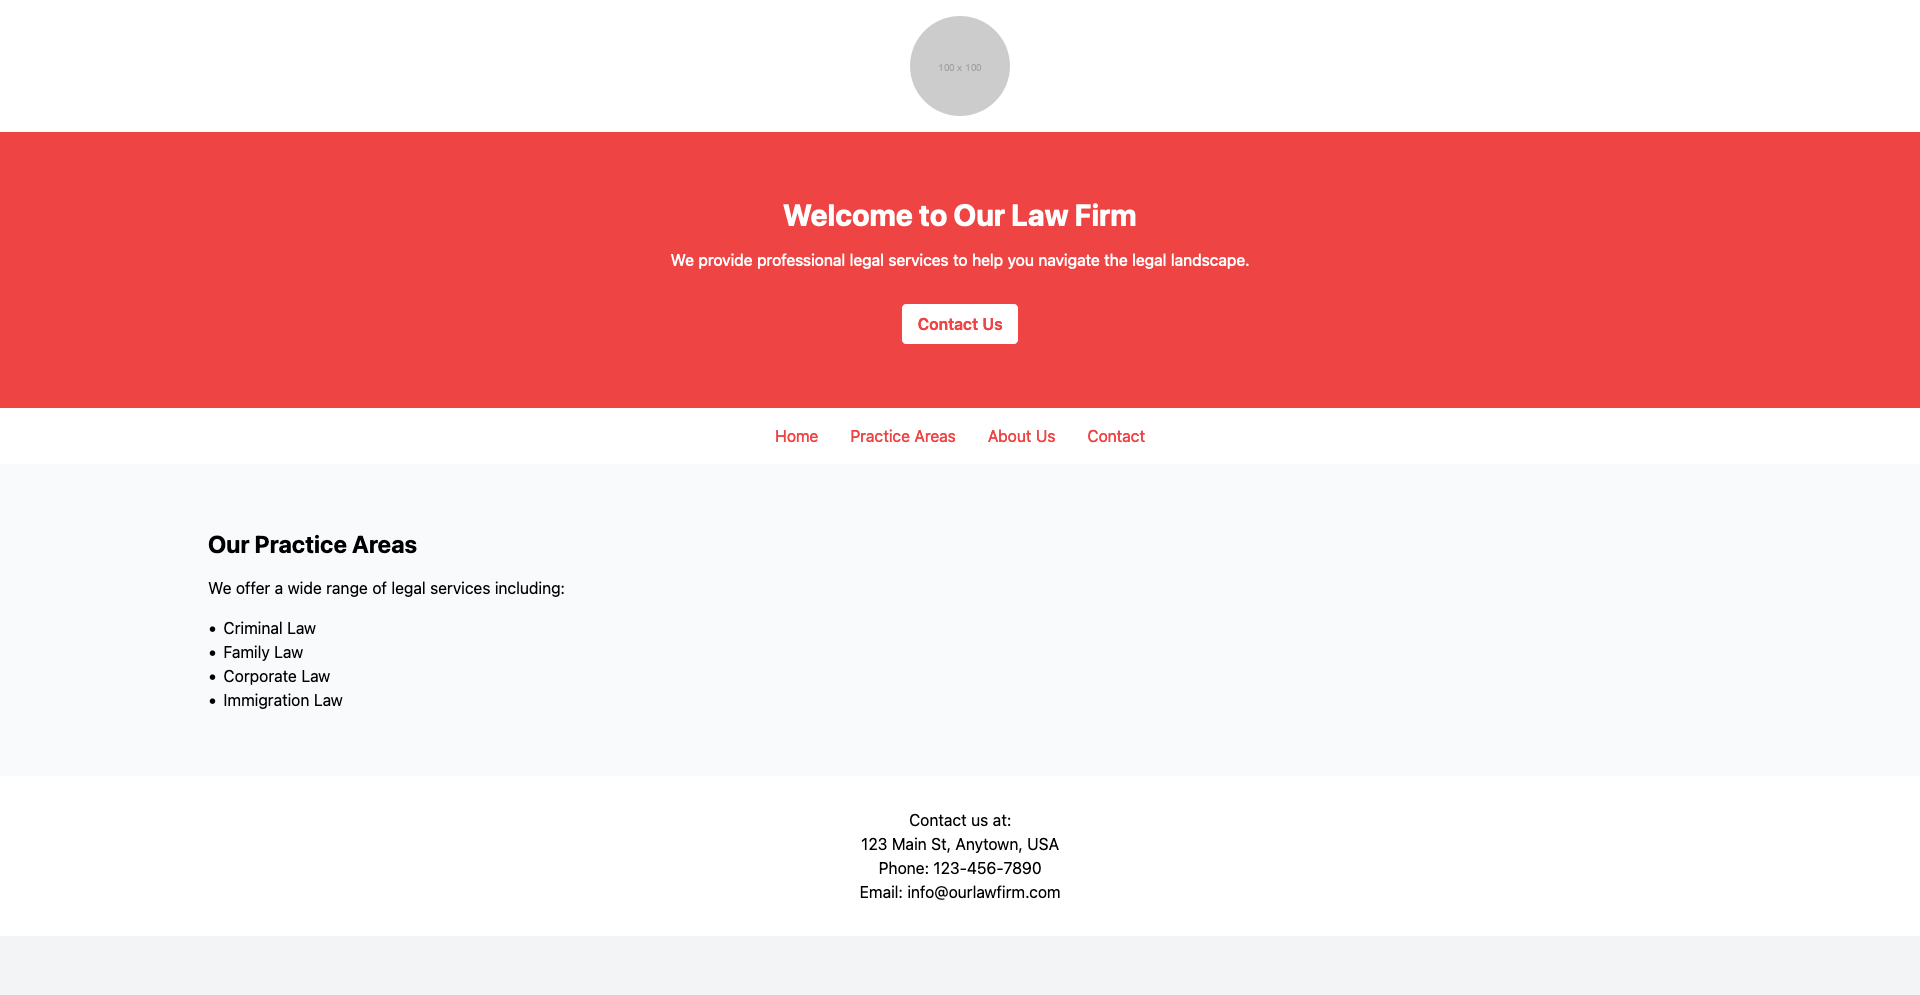 100 x 100
Welcome to Our Law Firm
We provide professional legal services to help you navigate the legal landscape.
Contact Us
Home Practice Areas About Us Contact
Our Practice Areas
We offer a wide range of legal services including:
• Criminal Law
• Family Law
• Corporate Law
• Immigration Law
Contact us at:
123 Main St, Anytown, USA
Phone: 123-456-7890
Email: info@ourlawfirm.com